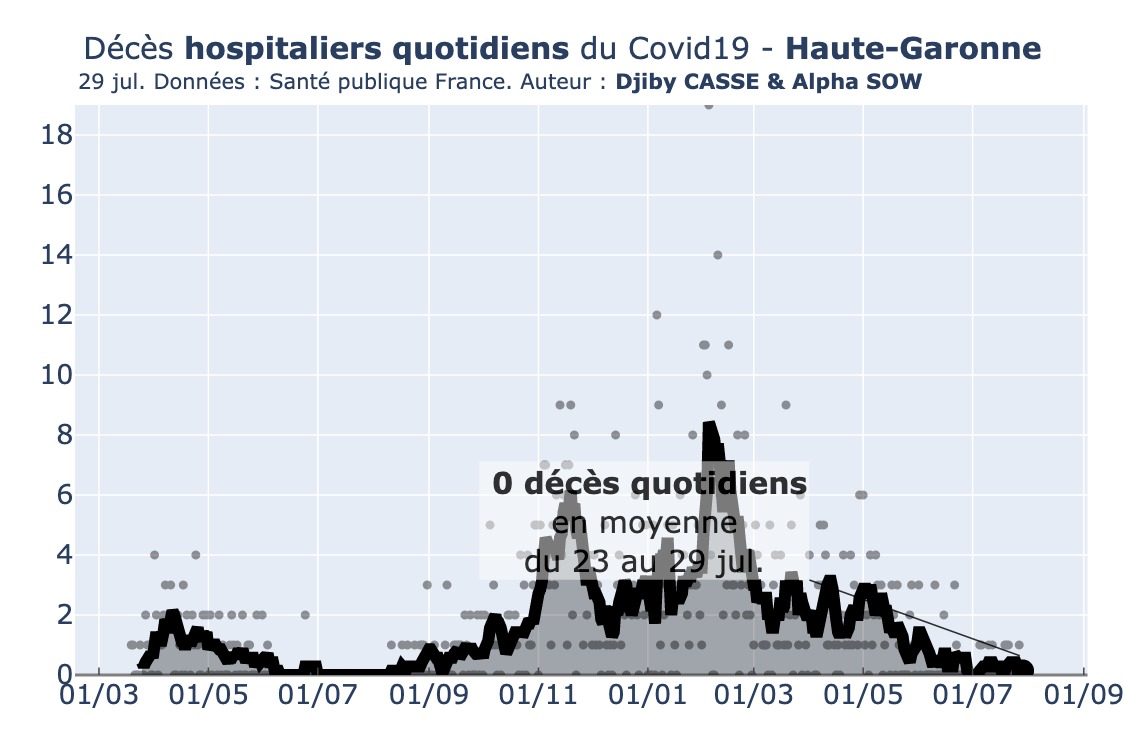 Décès hospitaliers quotidiens du Covid19 - Haute-Garonne
29 jul. Données : Santé publique France. Auteur : Djiby CASSE & Alpha SOW
18
16
14
12
10
8
6
4
2
0
0 décès quotidiens
en moyenne
du 23 au 29 jul.
01/03 01/05 01/07 01/09 01/11 01/01 01/03 01/05 01/07 01/09